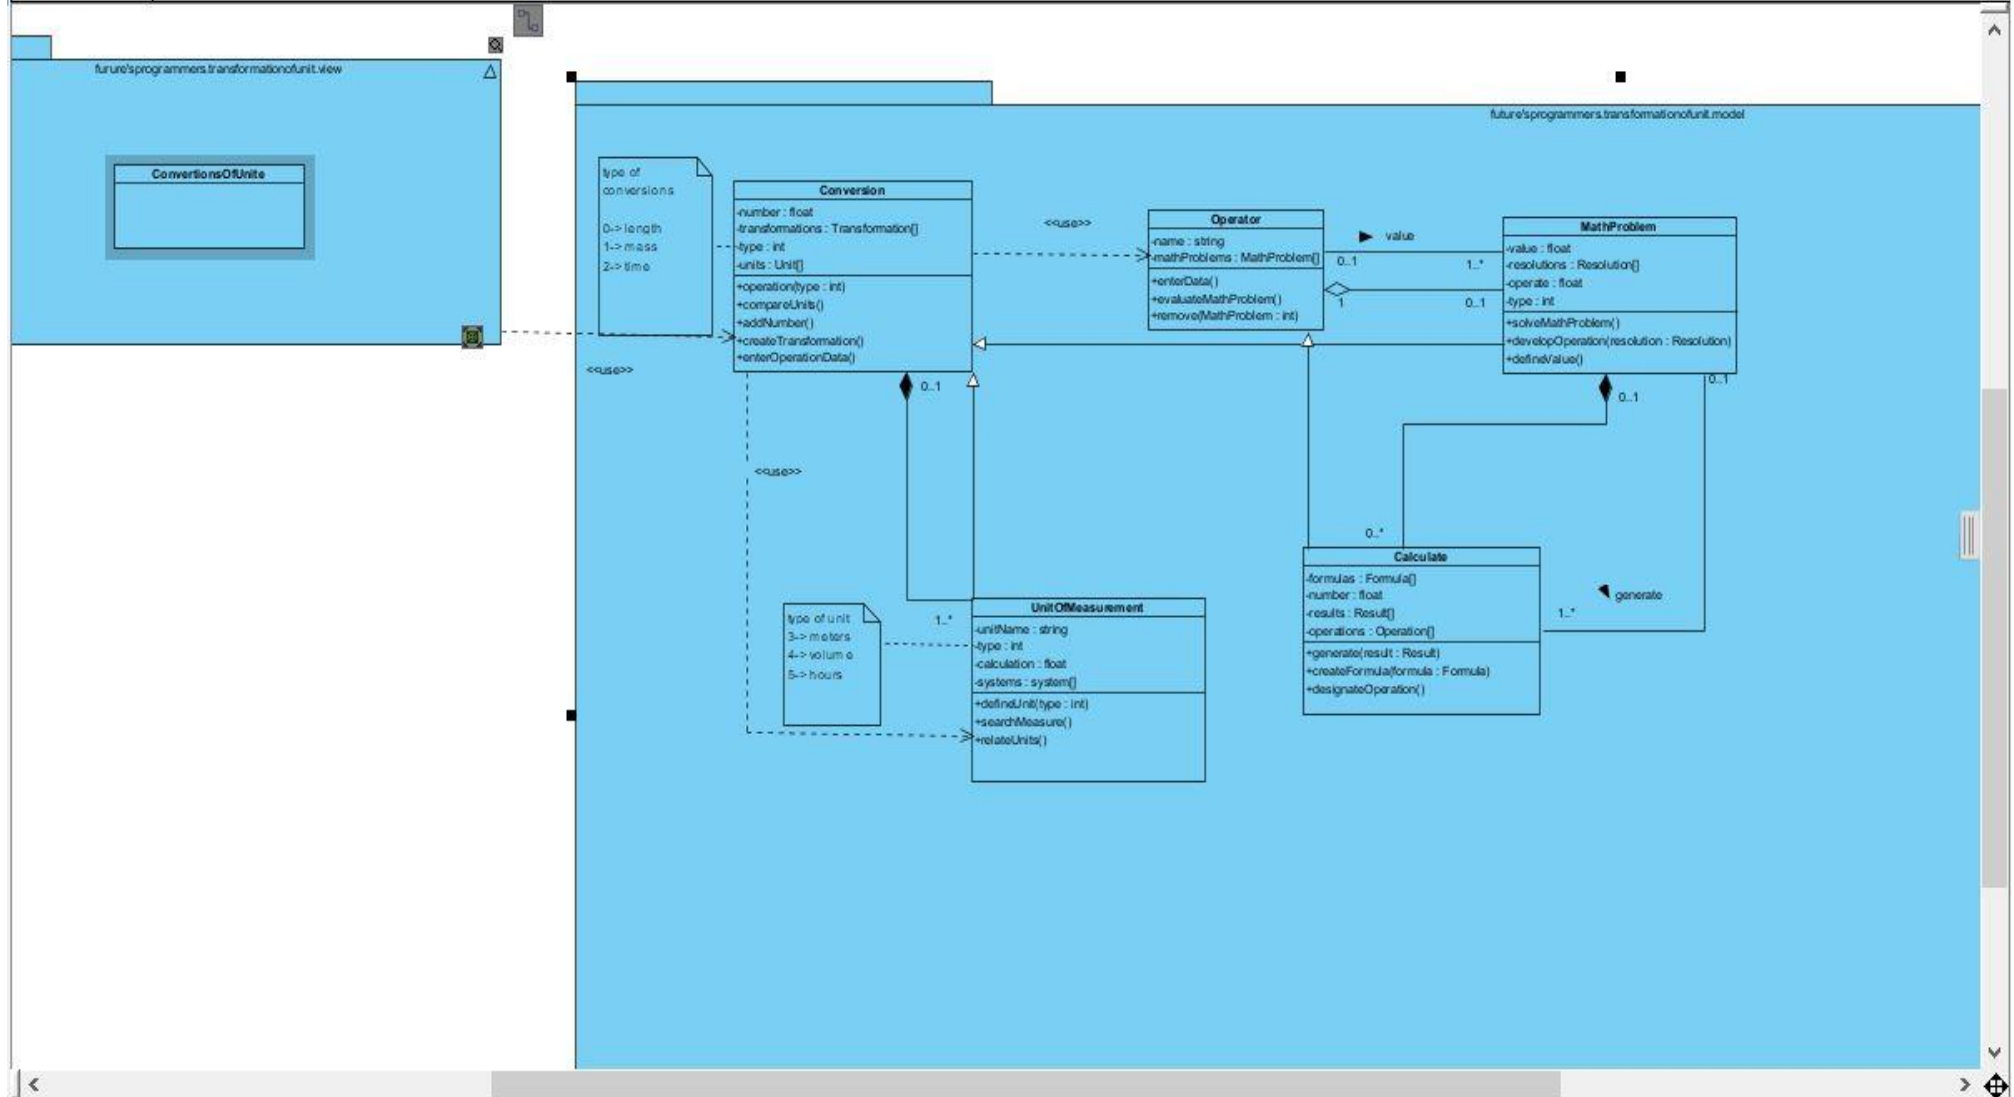 furure'sprogrammers.transformationofunit.view
ConvertionsOfUnite
<<use>>
future'sprogrammers.transformationofunit.model
type of
conversions
0-> length
1-> mass
2-> time
Conversion
-number : float
-transformations : Transformation[]
-type : int
-units : Unit[]
+operation(type : int)
+compareUnits()
+addNumber()
+createTransformation()
+enterOperationData()
<<use>>
Operator
-name : string
-mathProblems : MathProblem[]
+enterData()
+evaluateMathProblem()
+remove(MathProblem : int)
value
0..1
1..*
1
0..1
MathProblem
-value : float
-resolutions : Resolution[]
-operate : float
-type : int
+solveMathProblem()
+developOperation(resolution : Resolution)
+defineValue()
0..1
0..1
0..1
<<use>>
0..*
Calculate
-formulas : Formula[]
-number : float
-results : Result[]
-operations : Operation[]
+generate(result : Result)
+createFormula(formula : Formula)
+designateOperation()
generate
1..*
type of unit
3-> meters
4-> volume
5-> hours
1..*
UnitOfMeasurement
-unitName : string
-type : int
-calculation : float
-systems : system[]
+defineUnit(type : int)
+searchMeasure()
+relateUnits()